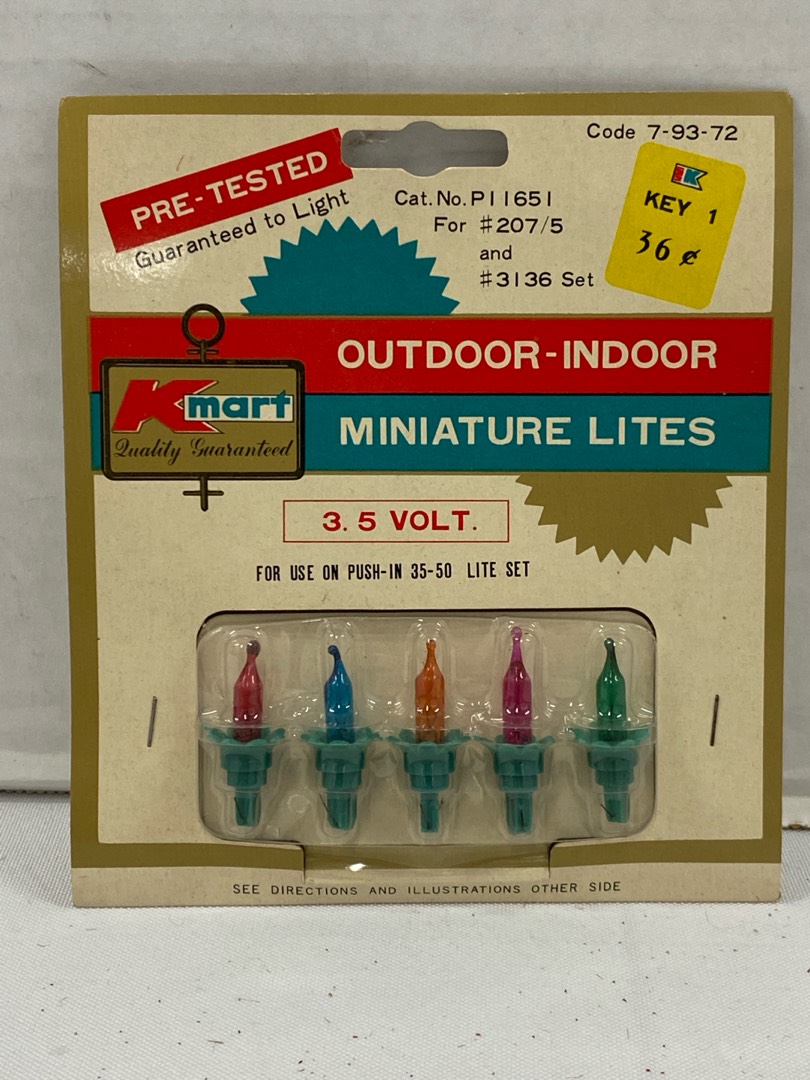 Code 7-93-72
PRE-TESTED
Guaranteed to Light
Cat. No. P11651
For #207/5
and
#3136 Set
K
KEY 1
36¢
OUTDOOR-INDOOR
MINIATURE LITES
Kmart
Quality Guaranteed
3.5 VOLT.
FOR USE ON PUSH-IN 35-50 LITE SET
SEE DIRECTIONS AND ILLUSTRATIONS OTHER SIDE